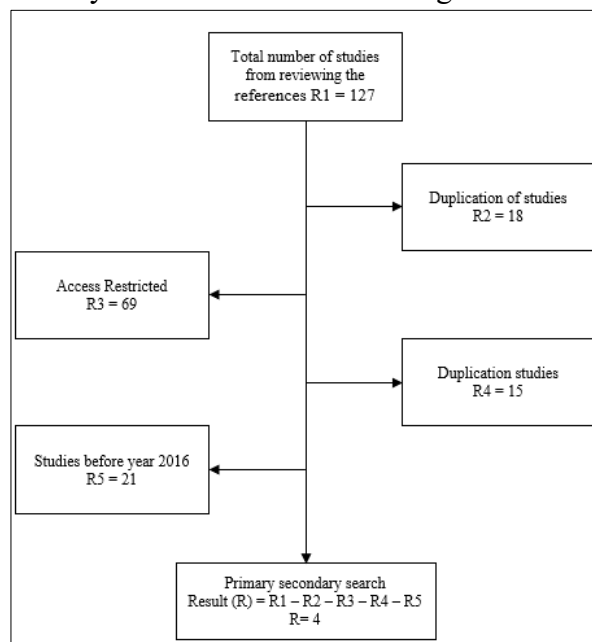 Total number of studies
from reviewing the
references R1 = 127
Duplication of studies
R2 = 18
Access Restricted
R3 = 69
Duplication studies
R4 = 15
Studies before year 2016
R5 = 21
Primary secondary search
Result (R) = R1 – R2 – R3 – R4 – R5
R= 4